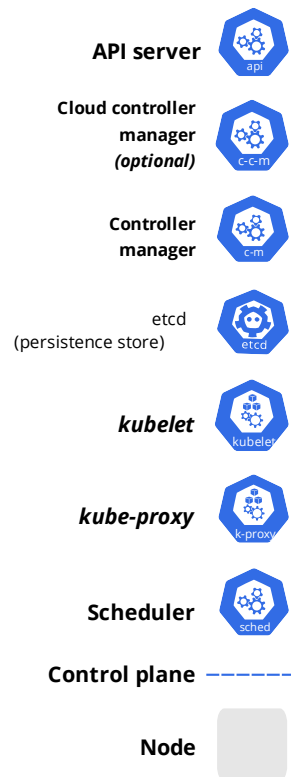 API server
api
Cloud controller
manager
(optional)
c-c-m
Controller
manager
c-m
etcd
(persistence store)
etcd
kubelet
kubelet
kube-proxy
k-proxy
Scheduler
sched
Control plane
Node